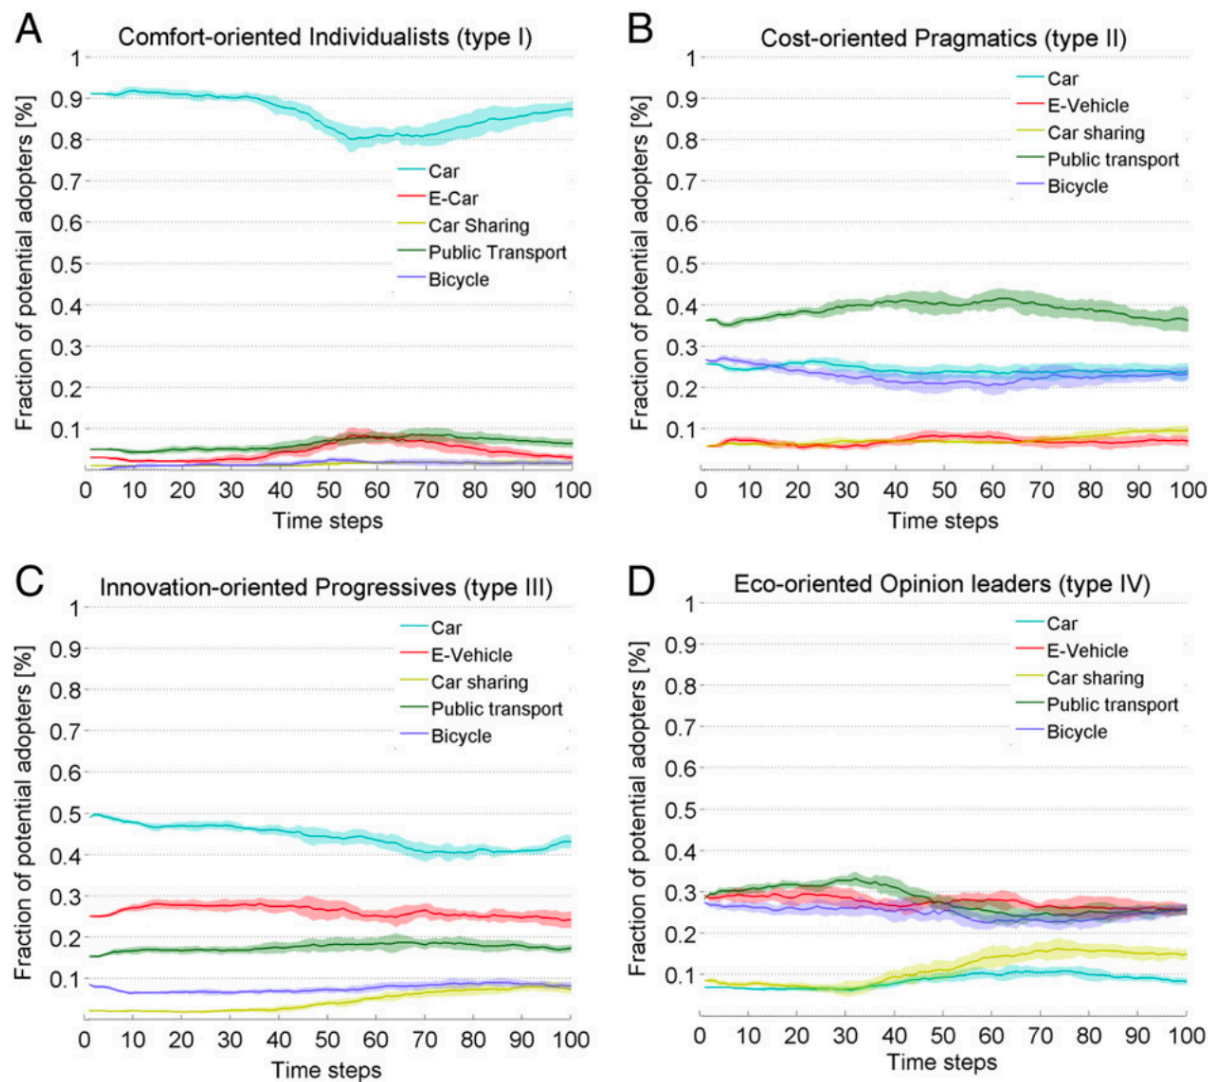 A
Comfort-oriented Individualists (type I)
Fraction of potential adopters [%]
1
0.9
0.8
0.7
0.6
0.5
0.4
0.3
0.2
0.1
Car
E-Car
Car Sharing
Public Transport
Bicycle
0 10 20 30 40 50 60 70 80 90 100
Time steps
B
Cost-oriented Pragmatics (type II)
Fraction of potential adopters [%]
1
0.9
0.8
0.7
0.6
0.5
0.4
0.3
0.2
0.1
Car
E-Vehicle
Car sharing
Public transport
Bicycle
0 10 20 30 40 50 60 70 80 90 100
Time steps
C
Innovation-oriented Progressives (type III)
Fraction of potential adopters [%]
1
0.9
0.8
0.7
0.6
0.5
0.4
0.3
0.2
0.1
Car
E-Vehicle
Car sharing
Public transport
Bicycle
0 10 20 30 40 50 60 70 80 90 100
Time steps
D
Eco-oriented Opinion leaders (type IV)
Fraction of potential adopters [%]
1
0.9
0.8
0.7
0.6
0.5
0.4
0.3
0.2
0.1
Car
E-Vehicle
Car sharing
Public transport
Bicycle
0 10 20 30 40 50 60 70 80 90 100
Time steps